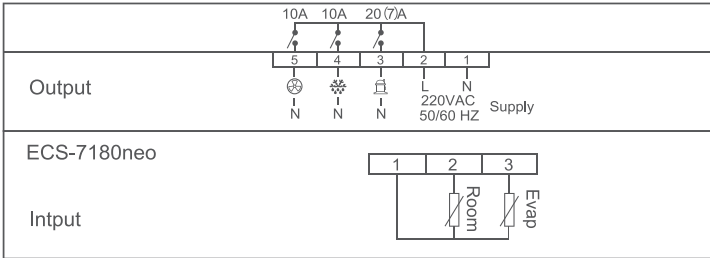 10A 10A 20(7)A
5 4 3 2 1
Output
L N
N N N
220VAC
50/60 HZ
Supply
ECS-7180neo
1 2 3
Room
Evap
Intput